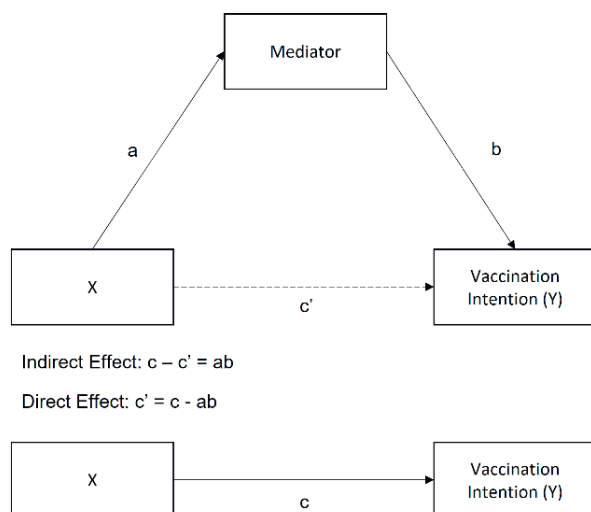 Mediator
a
b
X
c’
Vaccination
Intention (Y)
Indirect Effect: c – c’ = ab
Direct Effect: c’ = c - ab
X
c
Vaccination
Intention (Y)